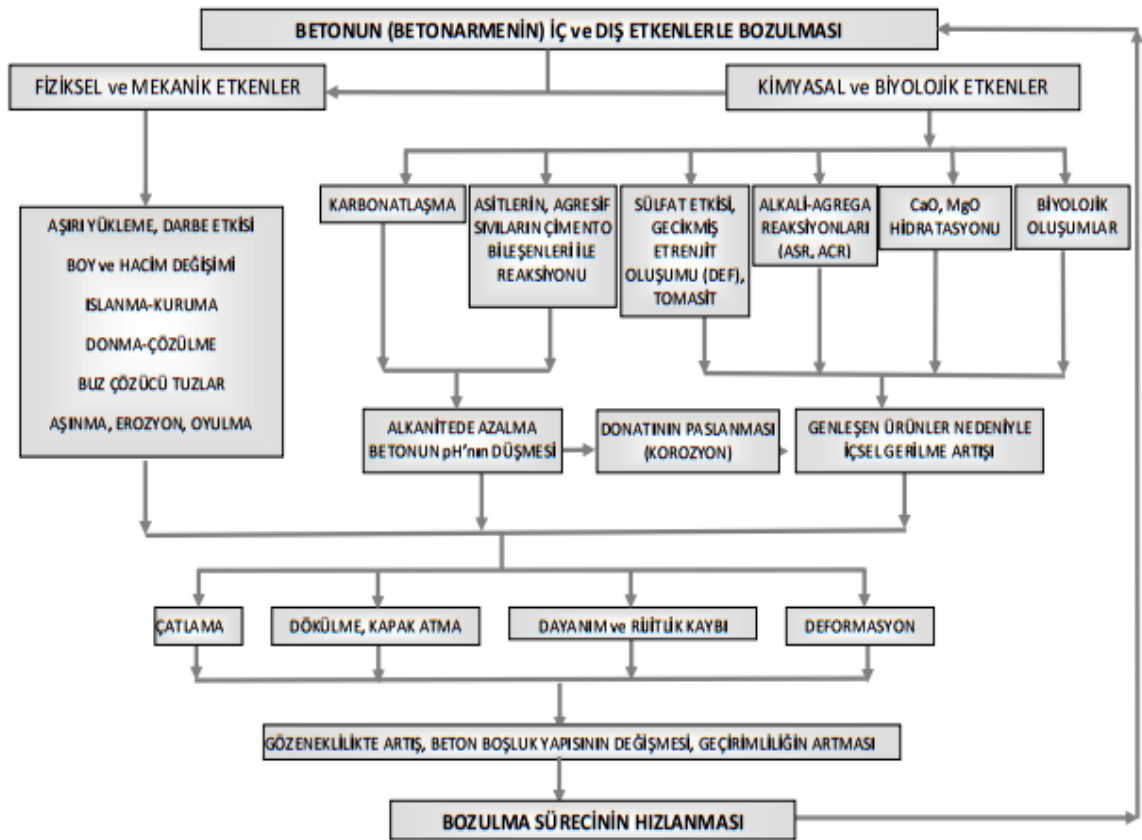 BETONUN (BETONARMENİN) İÇ ve DIŞ ETKENLERLE BOZULMASI
FİZİKSEL ve MEKANİK ETKENLER
KİMYASAL ve BİYOLOJİK ETKENLER
AŞIRI YÜKLEME, DARBE ETKİSİ
BOY ve HACİM DEĞİŞİMİ
ISLANMA-KURUMA
DONMA-ÇÖZÜLME
BUZ ÇÖZÜCÜ TUZLAR
AŞINMA, EROZYON, OYULMA
KARBONATLAŞMA
ASİTLERİN, AGRESİF
SIVILARIN ÇİMENTO
BİLEŞENLERİ İLE
REAKSİYONU
SÜLFAT ETKİSİ,
GECİKMİŞ
ETRENJİT
OLUŞUMU (DEF),
TOMASİT
ALKALİ-AGREGA
REAKSİYONLARI
(ASR, ACR)
CaO, MgO
HİDRATASYONU
BİYOLOJİK
OLUŞUMLAR
ALKANİTEDE AZALMA
BETONUN pH'nın DÜŞMESİ
DONATININ PASLANMASI
(KOROZYON)
GENLEŞEN ÜRÜNLER NEDENİYLE
İÇSEL GERİLME ARTIŞI
ÇATLAMA
DÖKÜLME, KAPAK ATMA
DAYANIM ve RİJİTLİK KAYBI
DEFORMASYON
GÖZENEKLİLİKTE ARTIŞ, BETON BOŞLUK YAPISININ DEĞİŞMESİ, GEÇİRİMLİLİĞİN ARTMASI
BOZULMA SÜRECİNİN HIZLANMASI